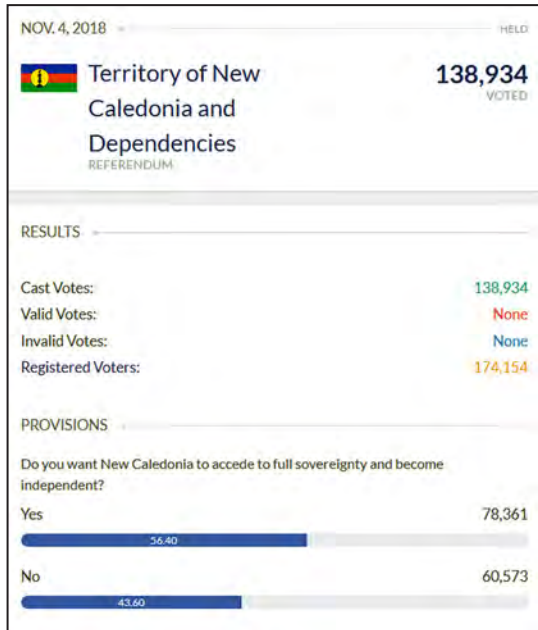 NOV. 4, 2018
HELD
Territory of New
138,934
Caledonia and
VOTED
Dependencies
REFERENDUM
RESULTS
Cast Votes: 138,934
Valid Votes: None
Invalid Votes: None
Registered Voters: 174,154
PROVISIONS
Do you want New Caledonia to accede to full sovereignty and become
independent?
Yes 78,361
56.40
No 60,573
43.60